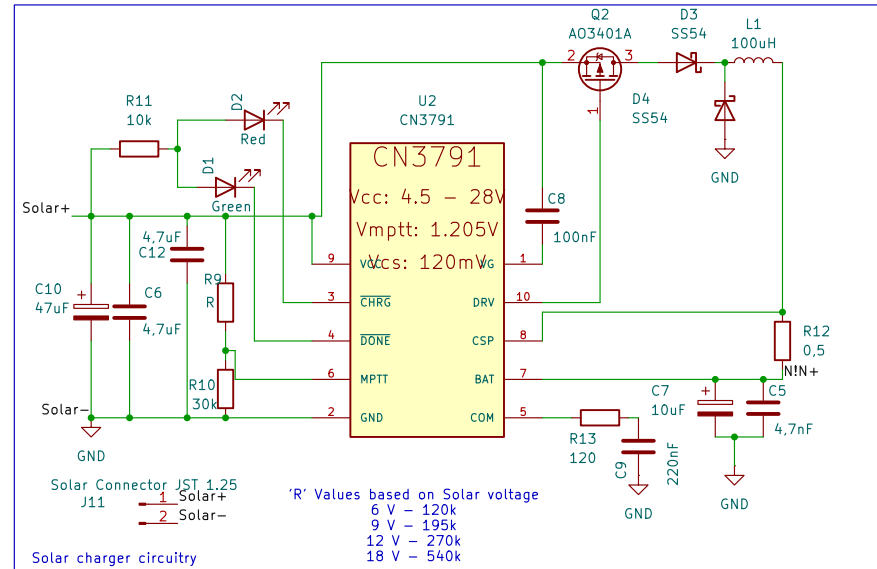 Q2
AO3401A
2
3
1
D3
SS54
L1
100uH
D4
SS54
GND
R11
10k
D2
Red
D1
Green
U2
CN3791
CN3791
Vcc: 4.5 – 28V
Vmptt: 1.205V
Vcs: 120mV
9 VCC
VG 1
3 CHRG
DRV 10
4 DONE
CSP 8
6 MPTT
BAT 7
2 GND
COM 5
C8
100nF
Solar+
4,7uF
C12
C10
47uF
+
C6
4,7uF
R9
R
R10
30k
Solar–
GND
R12
0,5
N!N+
C7
10uF
+
C5
4,7nF
GND
R13
120
C9
220nF
GND
Solar Connector JST 1.25
J11
1 Solar+
2 Solar–
'R' Values based on Solar voltage
6 V – 120k
9 V – 195k
12 V – 270k
18 V – 540k
Solar charger circuitry